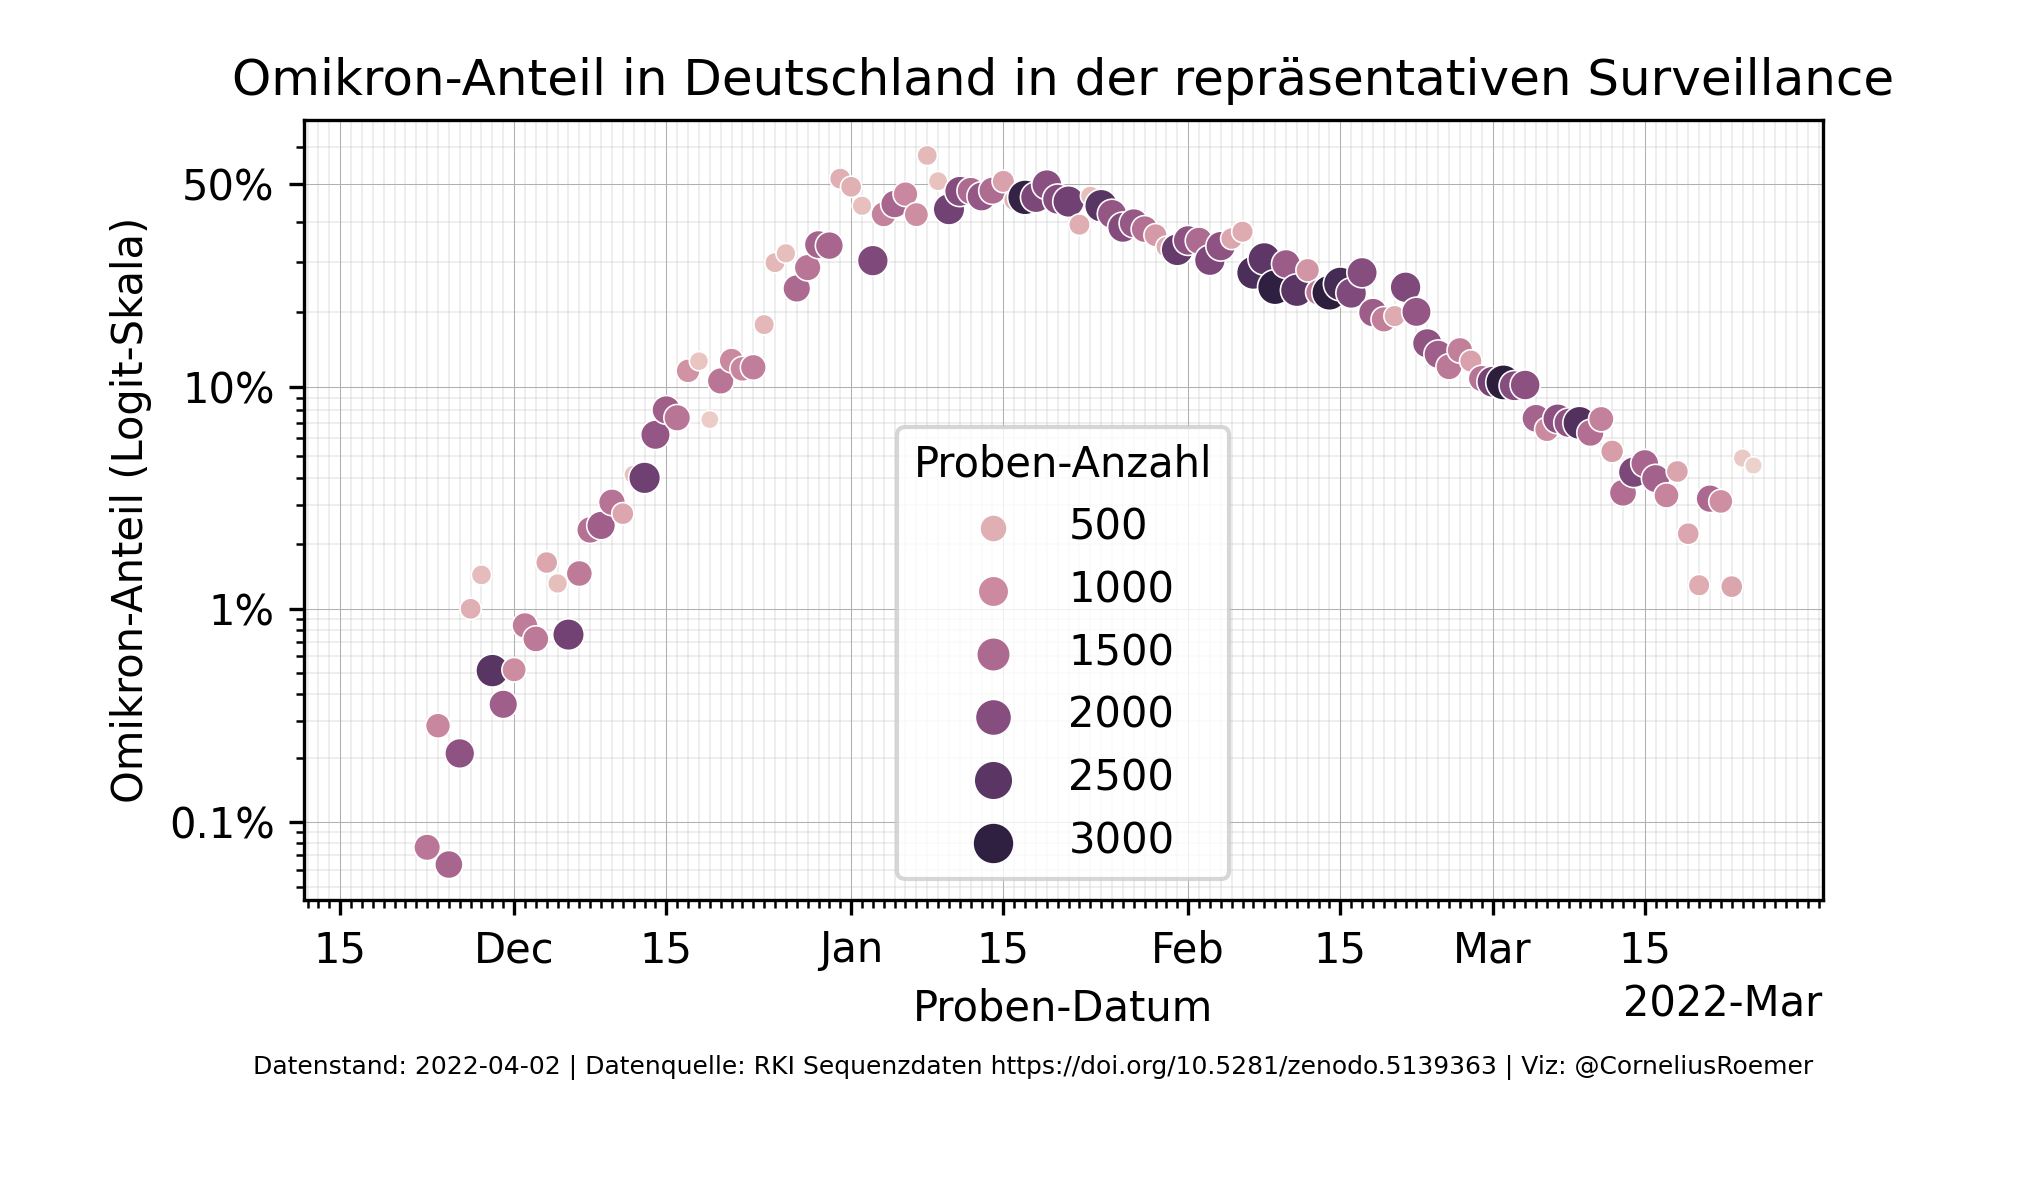 Omikron-Anteil in Deutschland in der repräsentativen Surveillance
Omikron-Anteil (Logit-Skala)
50%
10%
1%
0.1%
Proben-Anzahl
500
1000
1500
2000
2500
3000
15 Dec 15 Jan 15 Feb 15 Mar 15
Proben-Datum
2022-Mar
Datenstand: 2022-04-02 | Datenquelle: RKI Sequenzdaten https://doi.org/10.5281/zenodo.5139363 | Viz: @CorneliusRoemer